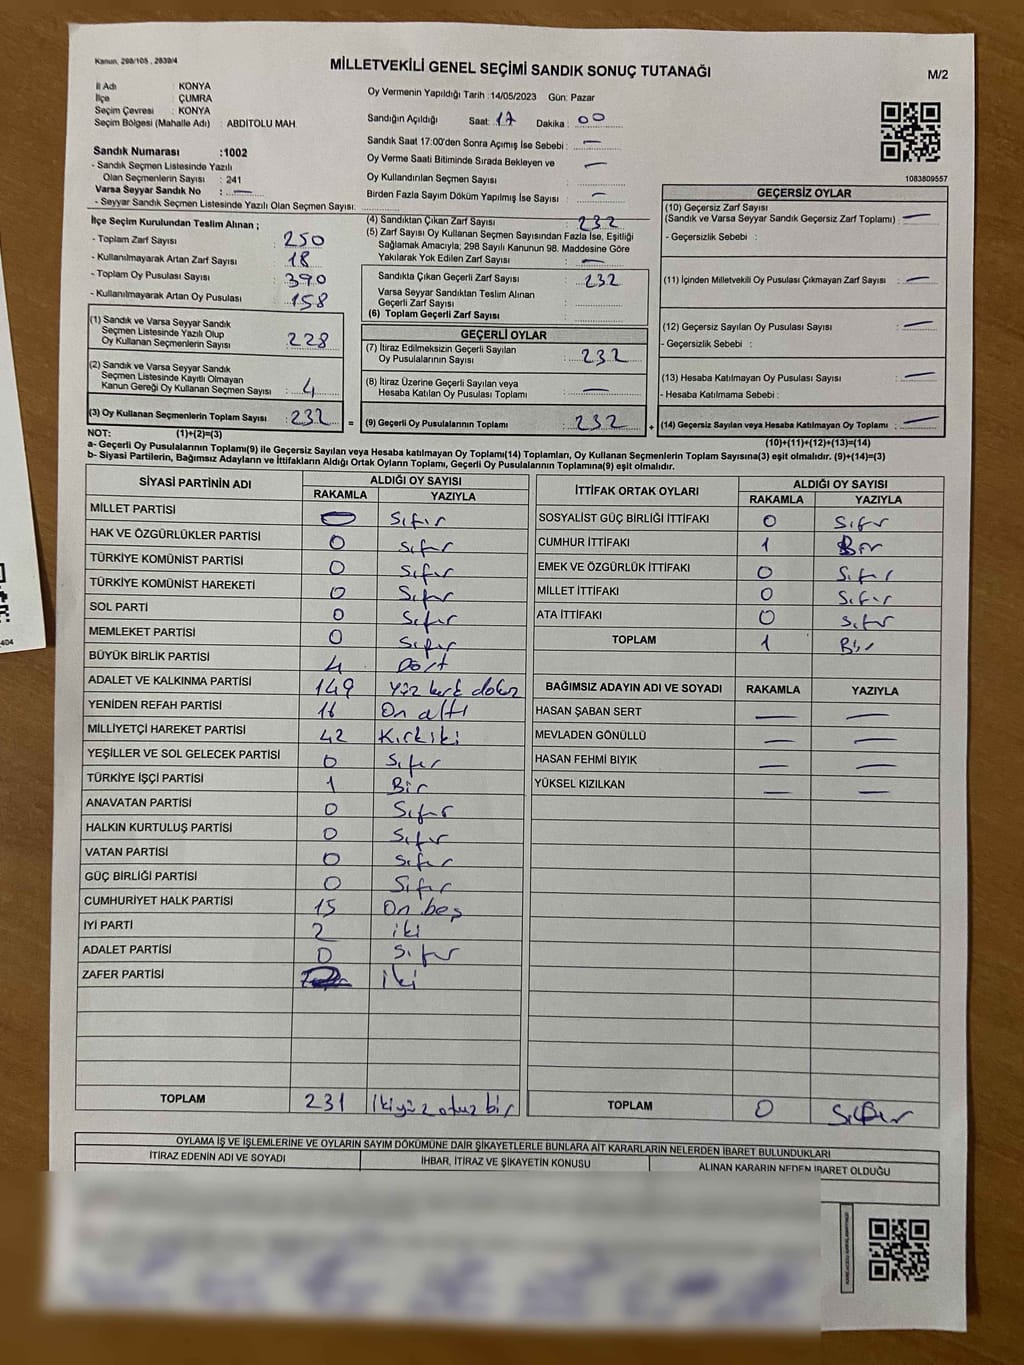 Kanun, 298/105 , 2839/4
MİLLETVEKİLİ GENEL SEÇİMİ SANDIK SONUÇ TUTANAĞI
M/2
İl Adı : KONYA
İlçe : ÇUMRA
Seçim Çevresi : KONYA
Seçim Bölgesi (Mahalle Adı) : ABDİTOLU MAH.
Oy Vermenin Yapıldığı Tarih :14/05/2023 Gün: Pazar
Sandığın Açıldığı Saat: 17 Dakika : 00
Sandık Saat 17:00'den Sonra Açımış İse Sebebi : —
Oy Verme Saati Bitiminde Sırada Bekleyen ve —
Oy Kullandırılan Seçmen Sayısı :
Birden Fazla Sayım Döküm Yapılmış İse Sayısı : —
1083809557
Sandık Numarası :1002
- Sandık Seçmen Listesinde Yazılı
Olan Seçmenlerin Sayısı : 241
Varsa Seyyar Sandık No : —
- Seyyar Sandık Seçmen Listesinde Yazılı Olan Seçmen Sayısı:
İlçe Seçim Kurulundan Teslim Alınan ;
- Toplam Zarf Sayısı : 250
- Kullanılmayarak Artan Zarf Sayısı : 18
- Toplam Oy Pusulası Sayısı : 390
- Kullanılmayarak Artan Oy Pusulası : 158
(1) Sandık ve Varsa Seyyar Sandık
Seçmen Listesinde Yazılı Olup
Oy Kullanan Seçmenlerin Sayısı : 228
(2) Sandık ve Varsa Seyyar Sandık
Seçmen Listesinde Kayıtlı Olmayan
Kanun Gereği Oy Kullanan Seçmen Sayısı : 4
(3) Oy Kullanan Seçmenlerin Toplam Sayısı : 232
(4) Sandıktan Çıkan Zarf Sayısı : 232
(5) Zarf Sayısı Oy Kullanan Seçmen Sayısından Fazla İse, Eşitliği
Sağlamak Amacıyla; 298 Sayılı Kanunun 98. Maddesine Göre
Yakılarak Yok Edilen Zarf Sayısı : —
Sandıkta Çıkan Geçerli Zarf Sayısı : 232
Varsa Seyyar Sandıktan Teslim Alınan
Geçerli Zarf Sayısı :
(6) Toplam Geçerli Zarf Sayısı :
GEÇERLİ OYLAR
(7) İtiraz Edilmeksizin Geçerli Sayılan
Oy Pusulalarının Sayısı : 232
(8) İtiraz Üzerine Geçerli Sayılan veya
Hesaba Katılan Oy Pusulaları Toplamı : —
= (9) Geçerli Oy Pusulalarının Toplamı : 232 +
GEÇERSİZ OYLAR
(10) Geçersiz Zarf Sayısı
(Sandık ve Varsa Seyyar Sandık Geçersiz Zarf Toplamı) : —
- Geçersizlik Sebebi :
(11) İçinden Milletvekili Oy Pusulası Çıkmayan Zarf Sayısı : —
(12) Geçersiz Sayılan Oy Pusulası Sayısı : —
- Geçersizlik Sebebi :
(13) Hesaba Katılmayan Oy Pusulası Sayısı : —
- Hesaba Katılmama Sebebi :
(14) Geçersiz Sayılan veya Hesaba Katılmayan Oy Toplamı : —
NOT: (1)+(2)=(3)
(10)+(11)+(12)+(13)=(14)
a- Geçerli Oy Pusulalarının Toplamı(9) ile Geçersiz Sayılan veya Hesaba katılmayan Oy Toplamı(14) Toplamları, Oy Kullanan Seçmenlerin Toplam Sayısına(3) eşit olmalıdır. (9)+(14)=(3)
b- Siyasi Partilerin, Bağımsız Adayların ve İttifakların Aldığı Ortak Oyların Toplamı, Geçerli Oy Pusulalarının Toplamına(9) eşit olmalıdır.
SİYASİ PARTİNİN ADI ALDIĞI OY SAYISI
RAKAMLA YAZIYLA
MİLLET PARTİSİ Sıfır
HAK VE ÖZGÜRLÜKLER PARTİSİ 0 Sıfır
TÜRKİYE KOMÜNİST PARTİSİ 0 Sıfır
TÜRKİYE KOMÜNİST HAREKETİ 0 Sıfır
SOL PARTİ 0 Sıfır
MEMLEKET PARTİSİ 0 Sıfır
BÜYÜK BİRLİK PARTİSİ 4 Dört
ADALET VE KALKINMA PARTİSİ 149 Yüz kırk dokuz
YENİDEN REFAH PARTİSİ 16 On altı
MİLLİYETÇİ HAREKET PARTİSİ 42 Kırkiki
YEŞİLLER VE SOL GELECEK PARTİSİ 0 Sıfır
TÜRKİYE İŞÇİ PARTİSİ 1 Bir
ANAVATAN PARTİSİ 0 Sıfır
HALKIN KURTULUŞ PARTİSİ 0 Sıfır
VATAN PARTİSİ 0 Sıfır
GÜÇ BİRLİĞİ PARTİSİ 0 Sıfır
CUMHURİYET HALK PARTİSİ 15 On beş
İYİ PARTİ 2 iki
ADALET PARTİSİ 0 Sıfır
ZAFER PARTİSİ iki
TOPLAM 231 İkiyüz otuz bir
İTTİFAK ORTAK OYLARI ALDIĞI OY SAYISI
RAKAMLA YAZIYLA
SOSYALİST GÜÇ BİRLİĞİ İTTİFAKI 0 Sıfır
CUMHUR İTTİFAKI 1 Bir
EMEK VE ÖZGÜRLÜK İTTİFAKI 0 Sıfır
MİLLET İTTİFAKI 0 Sıfır
ATA İTTİFAKI 0 Sıfır
TOPLAM 1 Bir
BAĞIMSIZ ADAYIN ADI VE SOYADI RAKAMLA YAZIYLA
HASAN ŞABAN SERT — —
MEVLADEN GÖNÜLLÜ — —
HASAN FEHMİ BIYIK — —
YÜKSEL KIZILKAN — —
TOPLAM 0 Sıfır
OYLAMA İŞ VE İŞLEMLERİNE VE OYLARIN SAYIM DÖKÜMÜNE DAİR ŞİKAYETLERLE BUNLARA AİT KARARLARIN NELERDEN İBARET BULUNDUKLARI
İTİRAZ EDENİN ADI VE SOYADI İHBAR, İTİRAZ VE ŞİKAYETİN KONUSU ALINAN KARARIN NEDEN İBARET OLDUĞU